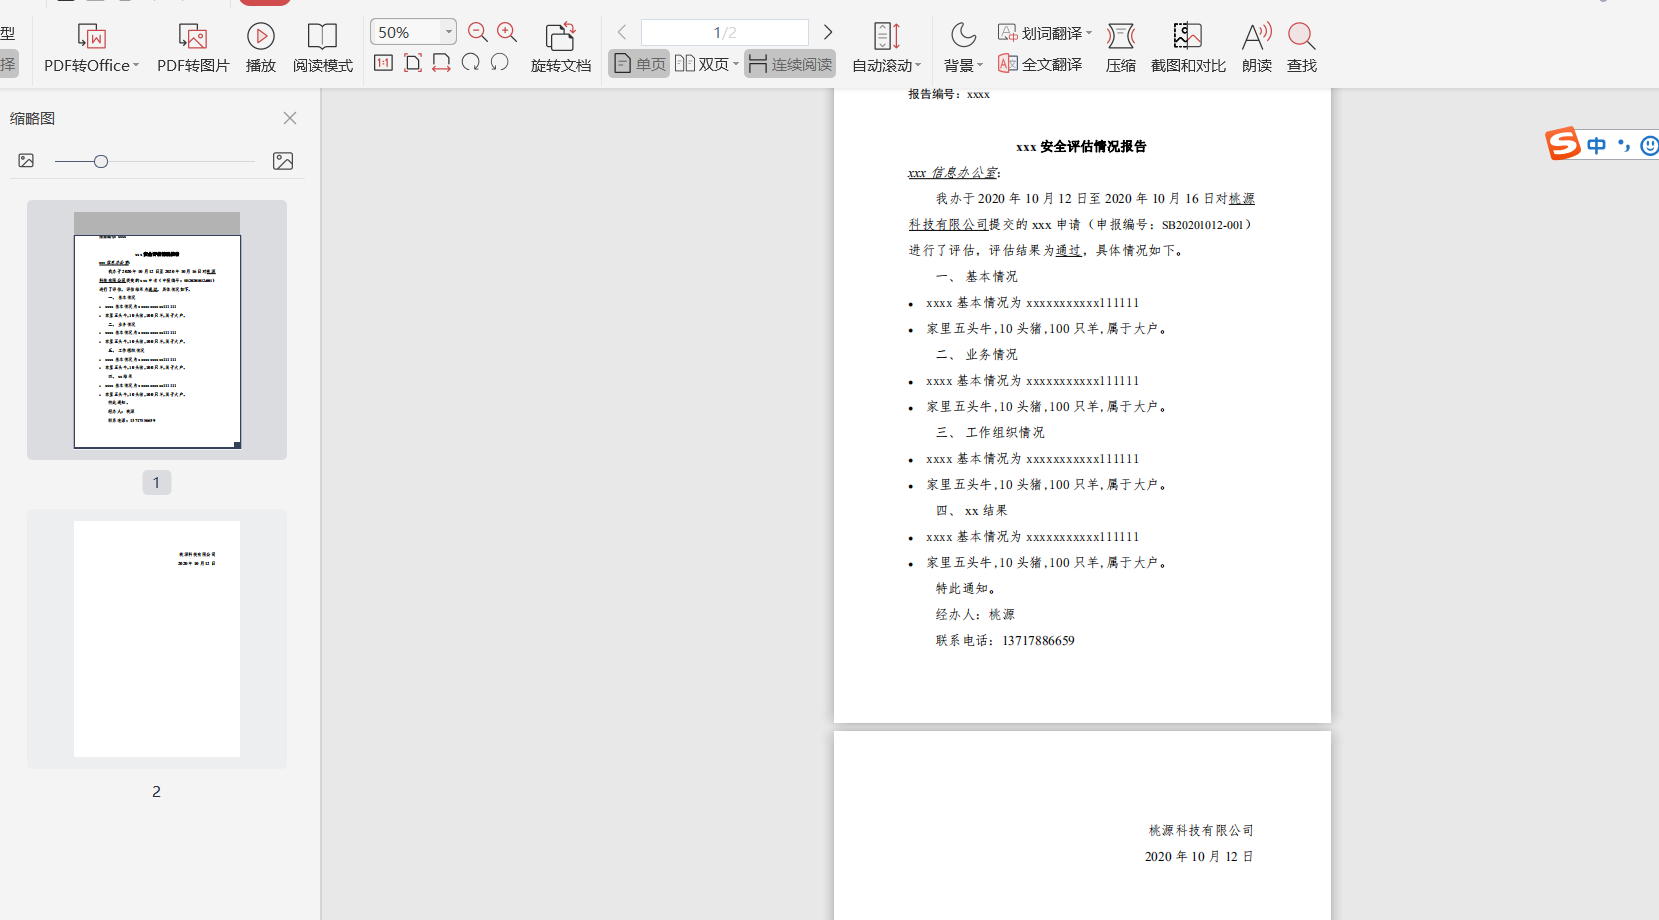 型
择
PDF转Office
PDF转图片
播放
阅读模式
50%
1:1
旋转文档
1/2
单页
双页
连续阅读
自动滚动
背景
划词翻译
全文翻译
压缩
截图和对比
朗读
查找
缩略图
1
2
中
报告编号：xxxx
xxx 安全评估情况报告
xxx 信息办公室：
我办于 2020 年 10 月 12 日至 2020 年 10 月 16 日对桃源
科技有限公司提交的 xxx 申请（申报编号：SB20201012-001）
进行了评估，评估结果为通过，具体情况如下。
一、 基本情况
• xxxx 基本情况为 xxxxxxxxxxx111111
• 家里五头牛,10 头猪,100 只羊,属于大户。
二、 业务情况
• xxxx 基本情况为 xxxxxxxxxxx111111
• 家里五头牛,10 头猪,100 只羊,属于大户。
三、 工作组织情况
• xxxx 基本情况为 xxxxxxxxxxx111111
• 家里五头牛,10 头猪,100 只羊,属于大户。
四、 xx 结果
• xxxx 基本情况为 xxxxxxxxxxx111111
• 家里五头牛,10 头猪,100 只羊,属于大户。
特此通知。
经办人：桃源
联系电话：13717886659
桃源科技有限公司
2020 年 10 月 12 日